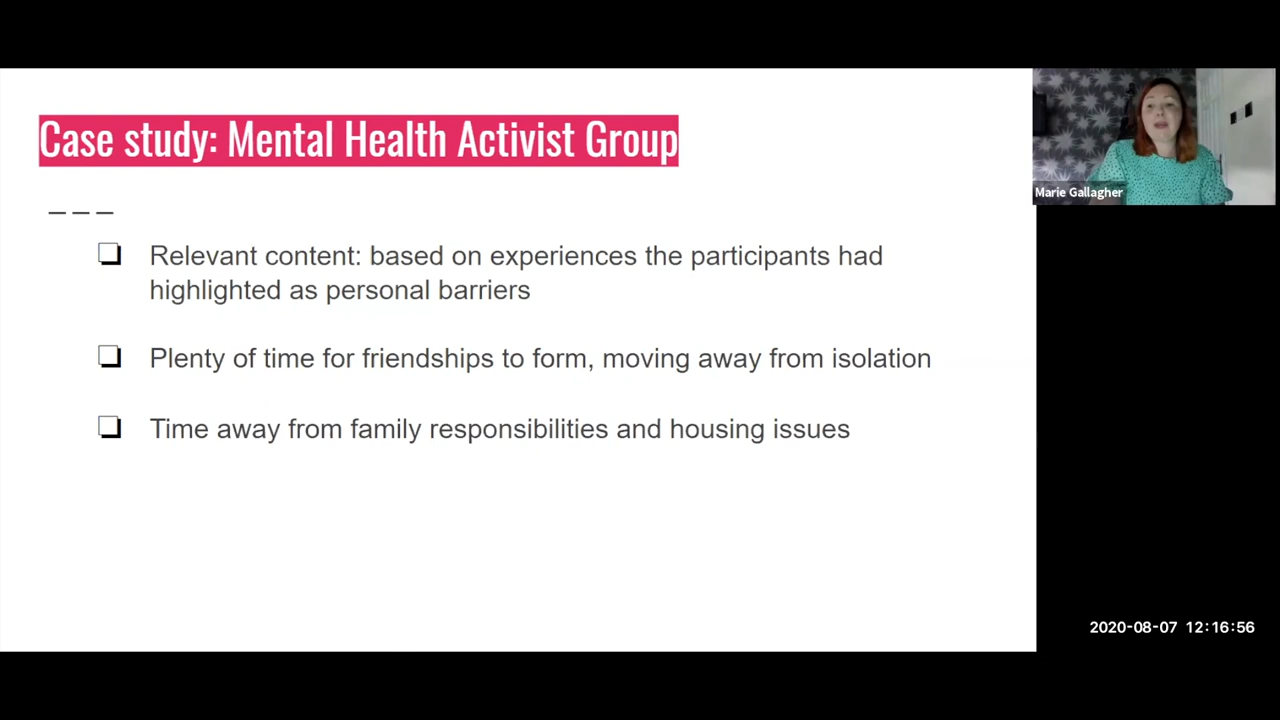 Case study: Mental Health Activist Group
Relevant content: based on experiences the participants had
highlighted as personal barriers
Plenty of time for friendships to form, moving away from isolation
Time away from family responsibilities and housing issues
Marie Gallagher
2020-08-07 12:16:56